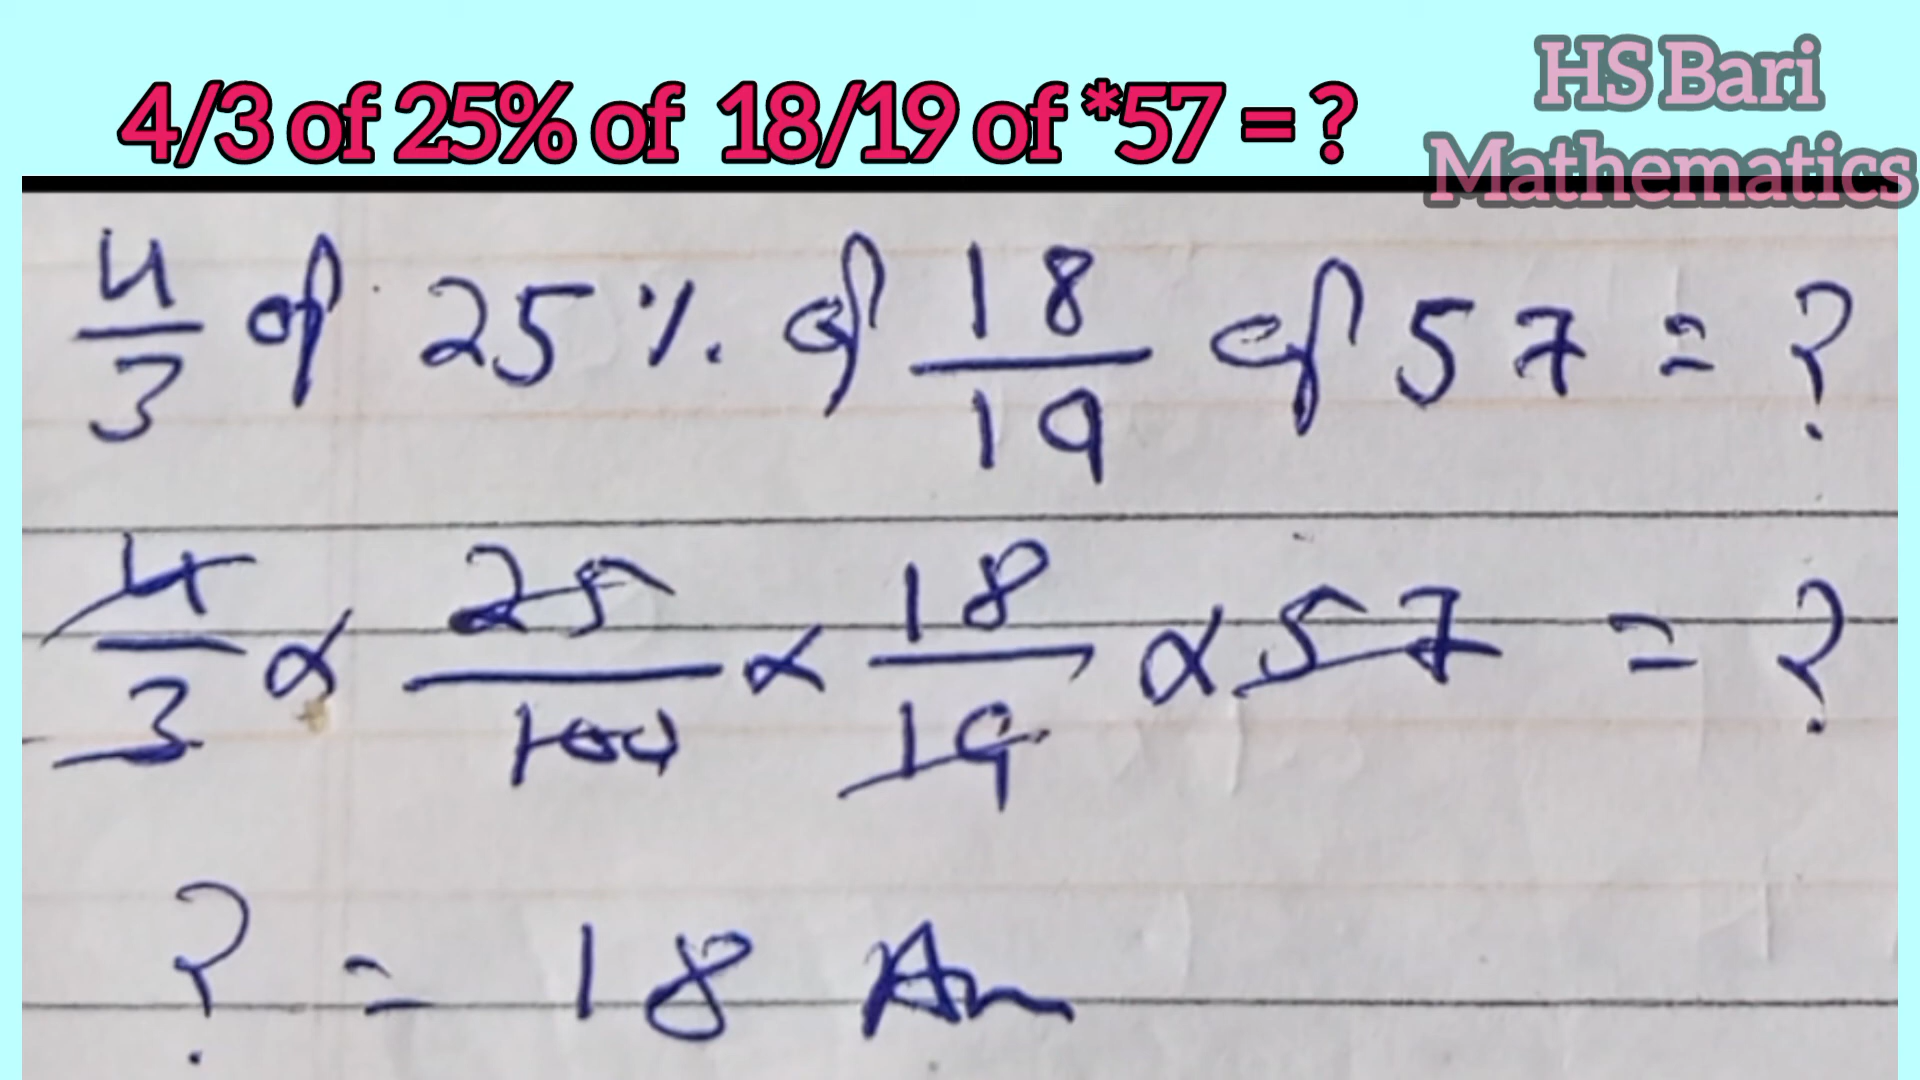 4/3 of 25% of 18/19 of *57 = ?
HS Bari
Mathematics
4/3 of 25% of 18/19 of 57 = ?
4/3 × 25/100 × 18/19 × 57 = ?
? = 18 An